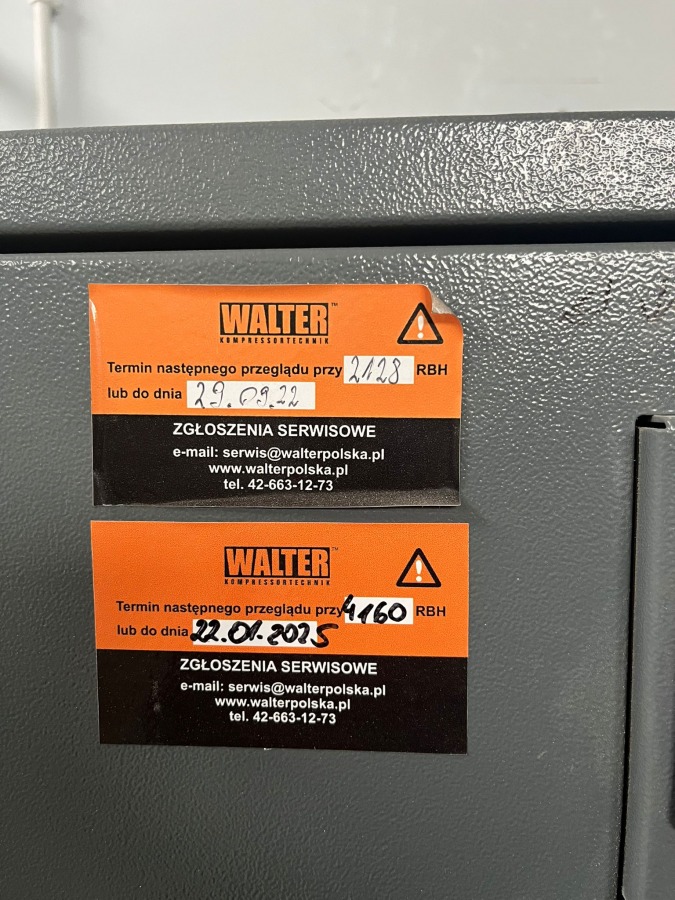 WALTER™
KOMPRESSORTECHNIK
Termin następnego przeglądu przy 2128 RBH
lub do dnia 29.09.22
ZGŁOSZENIA SERWISOWE
e-mail: serwis@walterpolska.pl
www.walterpolska.pl
tel. 42-663-12-73
WALTER™
KOMPRESSORTECHNIK
Termin następnego przeglądu przy 4160 RBH
lub do dnia 22.01.2025
ZGŁOSZENIA SERWISOWE
e-mail: serwis@walterpolska.pl
www.walterpolska.pl
tel. 42-663-12-73